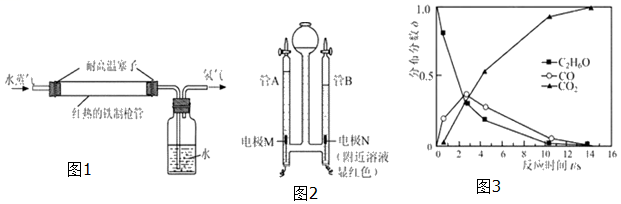 耐高温塞子
水蒸气
氢气
红热的铁制枪管
水
图1
管A
管B
电极M
电极N
(附近溶液
显红色)
图2
分布分数δ
1.0
0.5
0
0 2 4 6 8 10 12 14 16
反应时间 t/s
C₂H₆O
CO
CO₂
图3